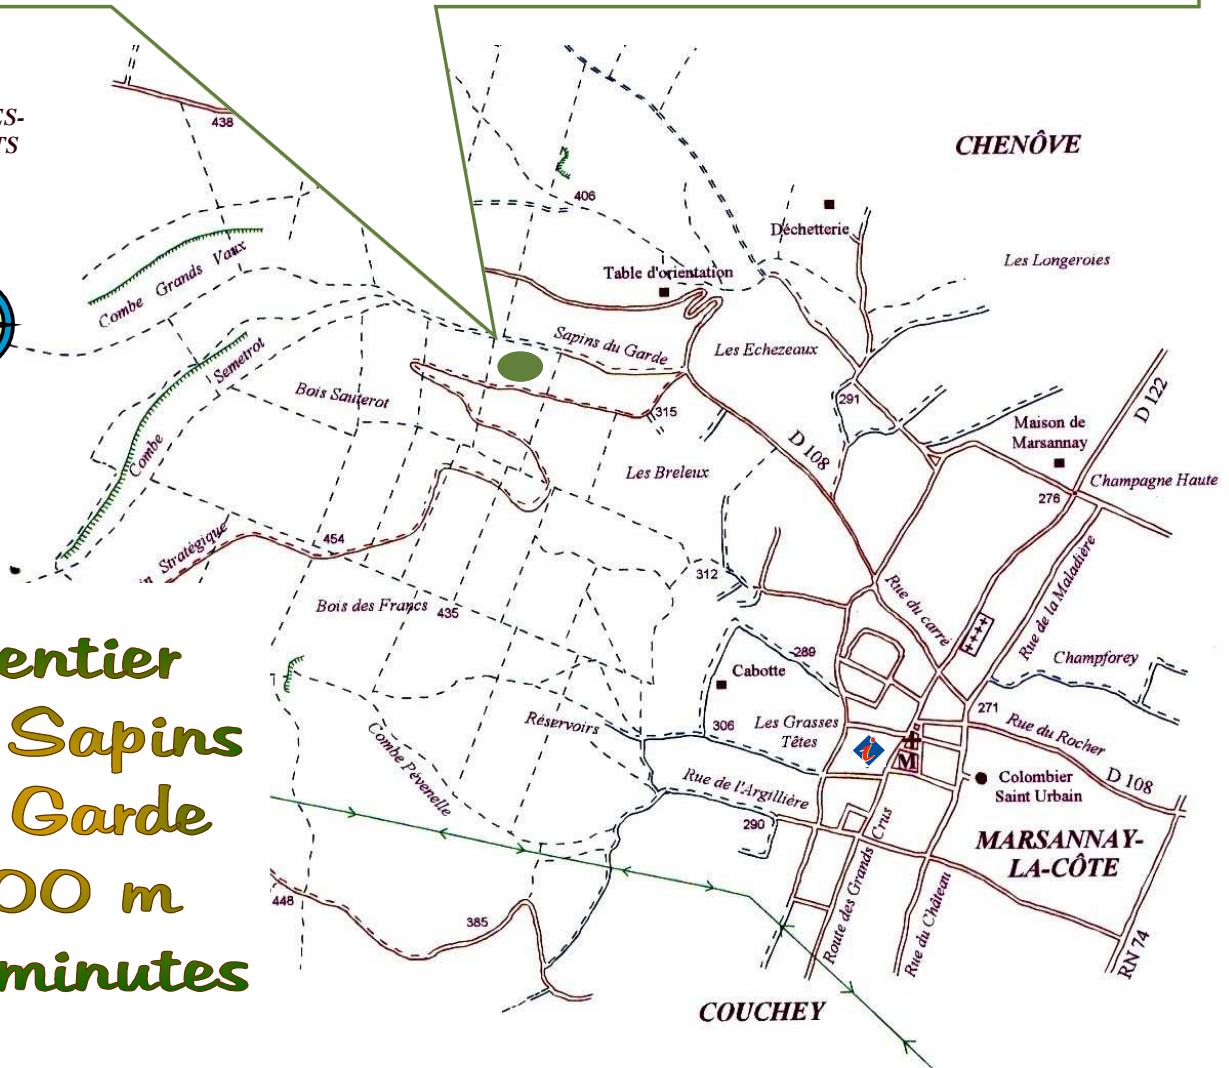 CHENÔVE
438
406
Déchetterie
Combe Grands Vaux
Table d'orientation
Les Longeroies
Sapins du Garde
Les Echezeaux
Semetrot
Combe
Bois Sauterot
291
315
D 122
Maison de
Marsannay
D 108
Les Breleux
Champagne Haute
276
Stratégique
454
312
Rue de la Maladière
Rue du carré
++++
Bois des Francs
435
289
Champforey
Cabotte
271
306
Les Grasses
Têtes
Réservoirs
Rue du Rocher
i
M
Combe Pévenelle
Rue de l'Argillière
Colombier
Saint Urbain
D 108
290
Route des Grands Crus
MARSANNAY-
LA-CÔTE
Rue du Château
448
385
RN 74
COUCHEY
Sapins
Garde
m
minutes